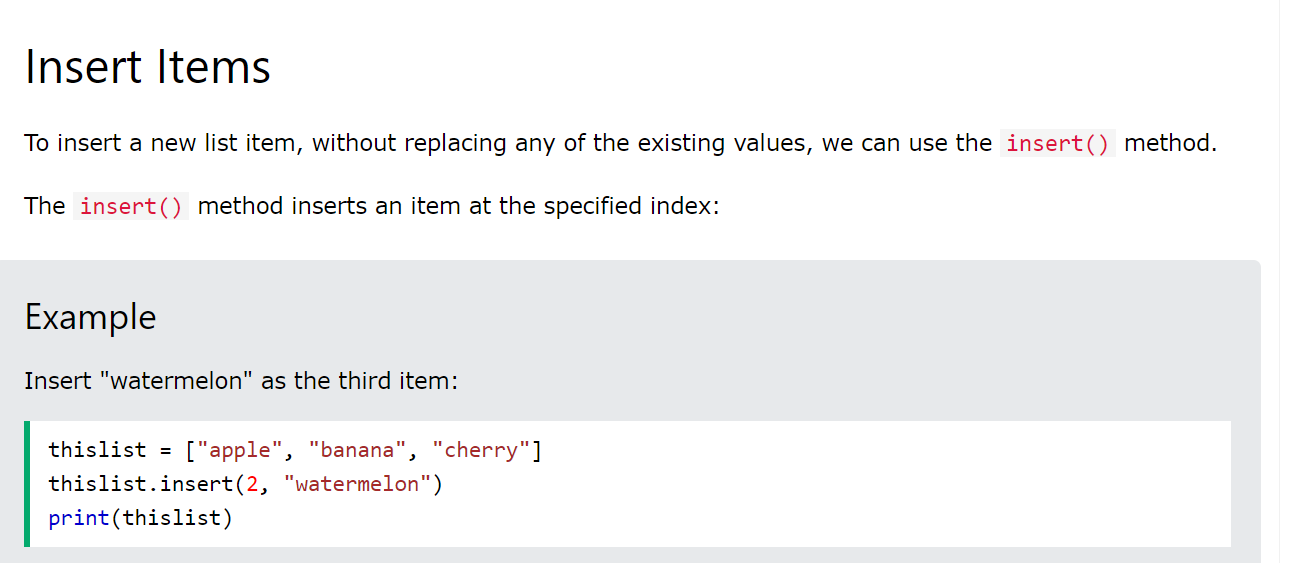 Insert Items
To insert a new list item, without replacing any of the existing values, we can use the insert() method.
The insert() method inserts an item at the specified index:
Example
Insert "watermelon" as the third item:
thislist = ["apple", "banana", "cherry"]
thislist.insert(2, "watermelon")
print(thislist)